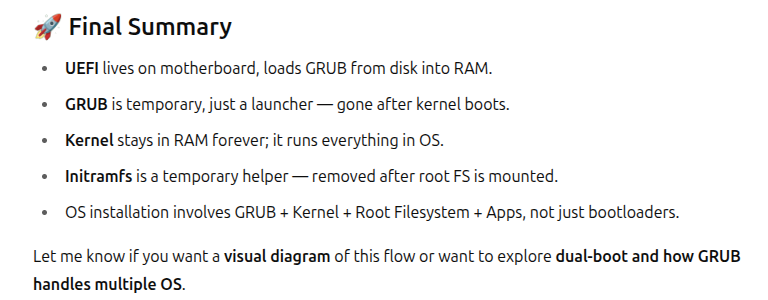 🚀 Final Summary
• UEFI lives on motherboard, loads GRUB from disk into RAM.
• GRUB is temporary, just a launcher — gone after kernel boots.
• Kernel stays in RAM forever; it runs everything in OS.
• Initramfs is a temporary helper — removed after root FS is mounted.
• OS installation involves GRUB + Kernel + Root Filesystem + Apps, not just bootloaders.
Let me know if you want a visual diagram of this flow or want to explore dual-boot and how GRUB
handles multiple OS.